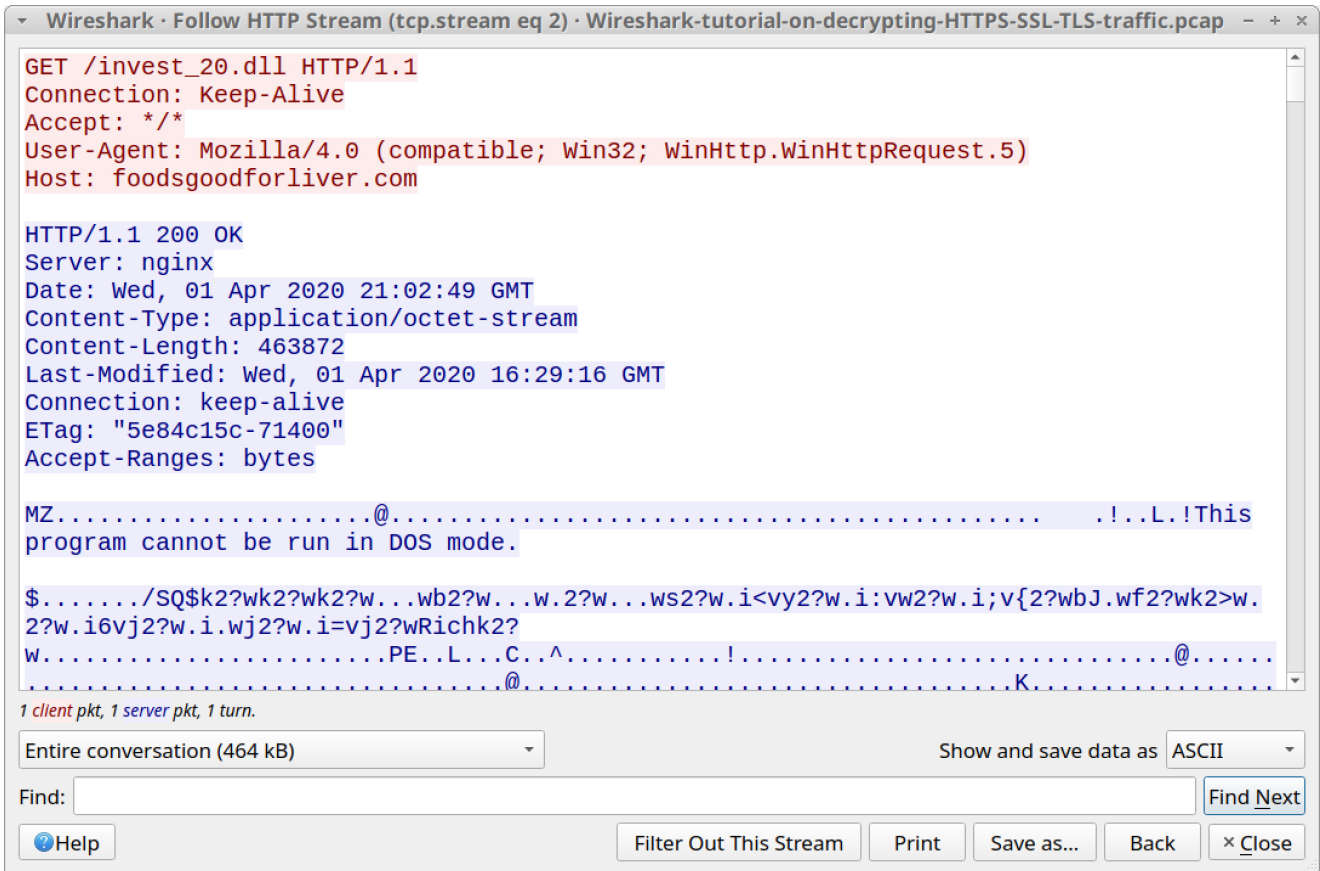 Wireshark · Follow HTTP Stream (tcp.stream eq 2) · Wireshark-tutorial-on-decrypting-HTTPS-SSL-TLS-traffic.pcap
GET /invest_20.dll HTTP/1.1
Connection: Keep-Alive
Accept: */*
User-Agent: Mozilla/4.0 (compatible; Win32; WinHttp.WinHttpRequest.5)
Host: foodsgoodforliver.com
HTTP/1.1 200 OK
Server: nginx
Date: Wed, 01 Apr 2020 21:02:49 GMT
Content-Type: application/octet-stream
Content-Length: 463872
Last-Modified: Wed, 01 Apr 2020 16:29:16 GMT
Connection: keep-alive
ETag: "5e84c15c-71400"
Accept-Ranges: bytes
MZ......................@............................................. .!..L.!This
program cannot be run in DOS mode.
$......./SQ$k2?wk2?wk2?w...wb2?w...w.2?w...ws2?w.i<vy2?w.i:vw2?w.i;v{2?wbJ.wf2?wk2>w.
2?w.i6vj2?w.i.wj2?w.i=vj2?wRichk2?
w........................PE..L...C..^...........!..............................@......
.................................@..................................K.................
1 client pkt, 1 server pkt, 1 turn.
Entire conversation (464 kB)
Show and save data as ASCII
Find:
Find Next
Help
Filter Out This Stream
Print
Save as...
Back
Close